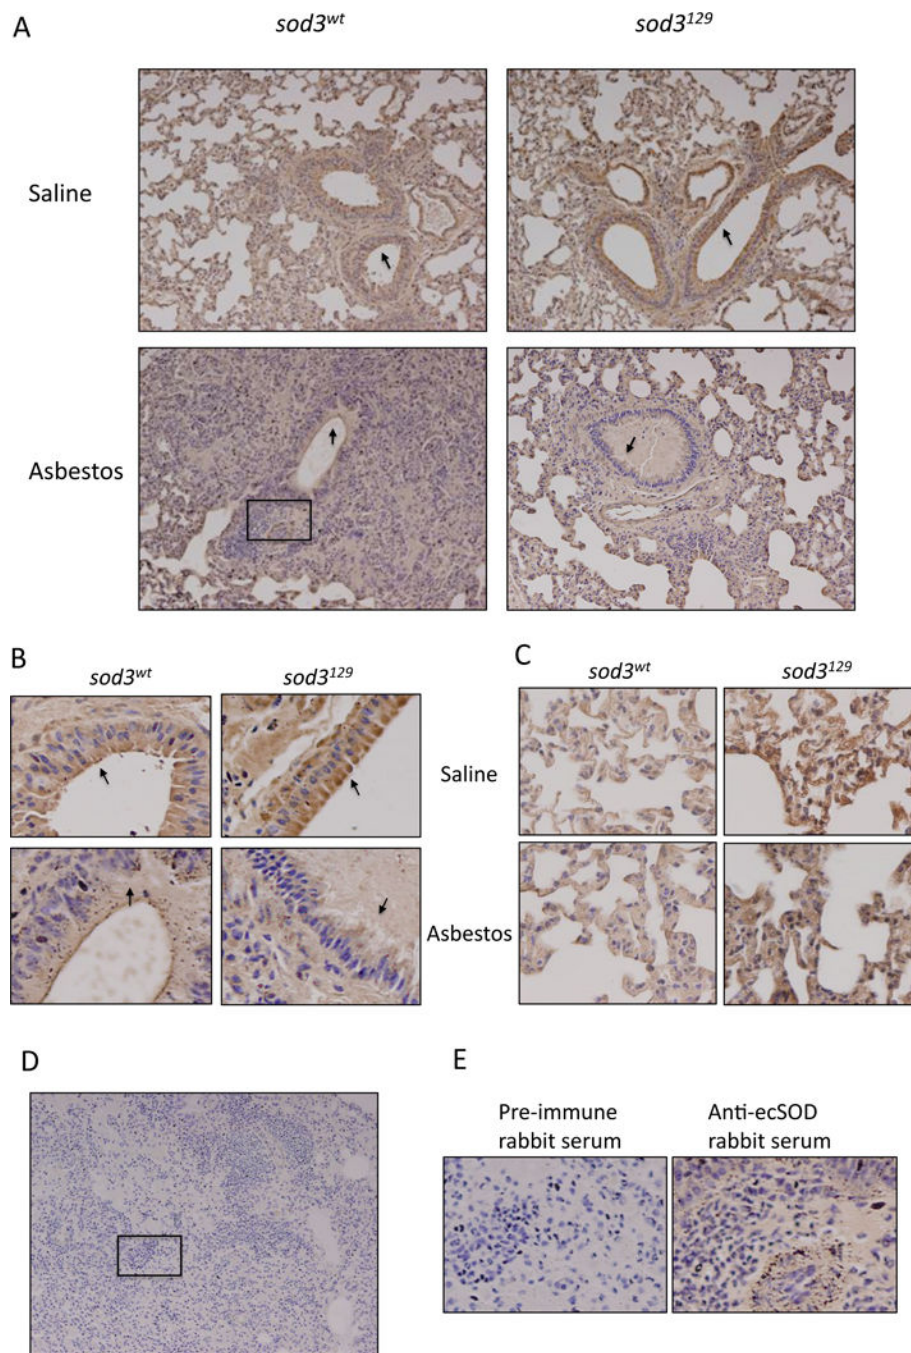 A
sod3wt
sod3129
Saline
Asbestos
B
sod3wt
sod3129
C
sod3wt
sod3129
Saline
Asbestos
D
E
Pre-immune
rabbit serum
Anti-ecSOD
rabbit serum